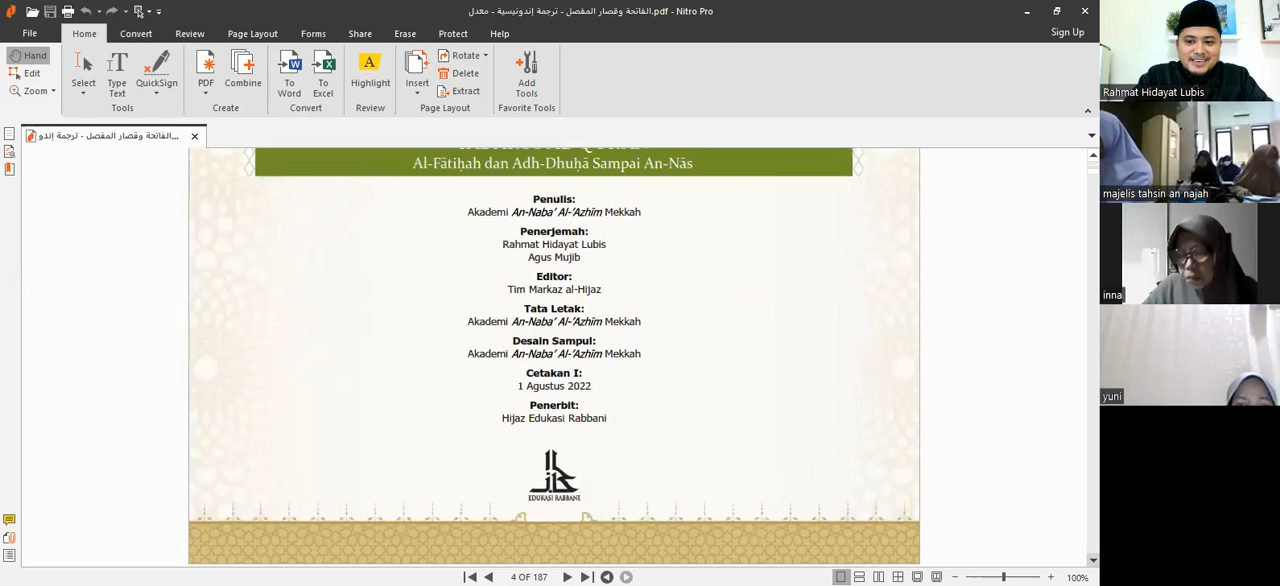 الفاتحة وقصار المفصل - ترجمة إندونيسية - معدل.pdf - Nitro Pro
File
Home
Convert
Review
Page Layout
Forms
Share
Erase
Protect
Help
Sign Up
Hand
Edit
Zoom
Select
Type Text
QuickSign
Tools
PDF
Combine
Create
To Word
To Excel
Convert
Highlight
Review
Insert
Rotate
Delete
Extract
Page Layout
Add Tools
Favorite Tools
الفاتحة وقصار المفصل - ترجمة إندو...
Al-Fātiḥah dan Adh-Dhuḥā Sampai An-Nās
Penulis:
Akademi An-Naba’ Al-‘Azhīm Mekkah
Penerjemah:
Rahmat Hidayat Lubis
Agus Mujib
Editor:
Tim Markaz al-Hijaz
Tata Letak:
Akademi An-Naba’ Al-‘Azhīm Mekkah
Desain Sampul:
Akademi An-Naba’ Al-‘Azhīm Mekkah
Cetakan I:
1 Agustus 2022
Penerbit:
Hijaz Edukasi Rabbani
EDUKASI RABBANI
4 OF 187
100%
Rahmat Hidayat Lubis
majelis tahsin an najah
inna
yuni